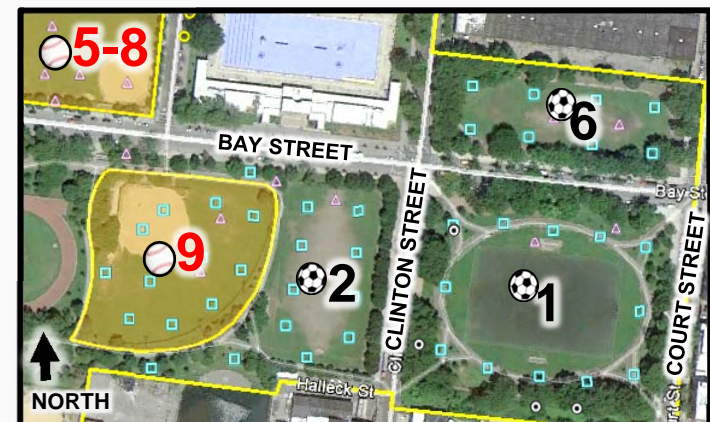 5-8
6
BAY STREET
Bay St
9
2
CLINTON STREET
1
COURT STREET
Halleck St
NORTH